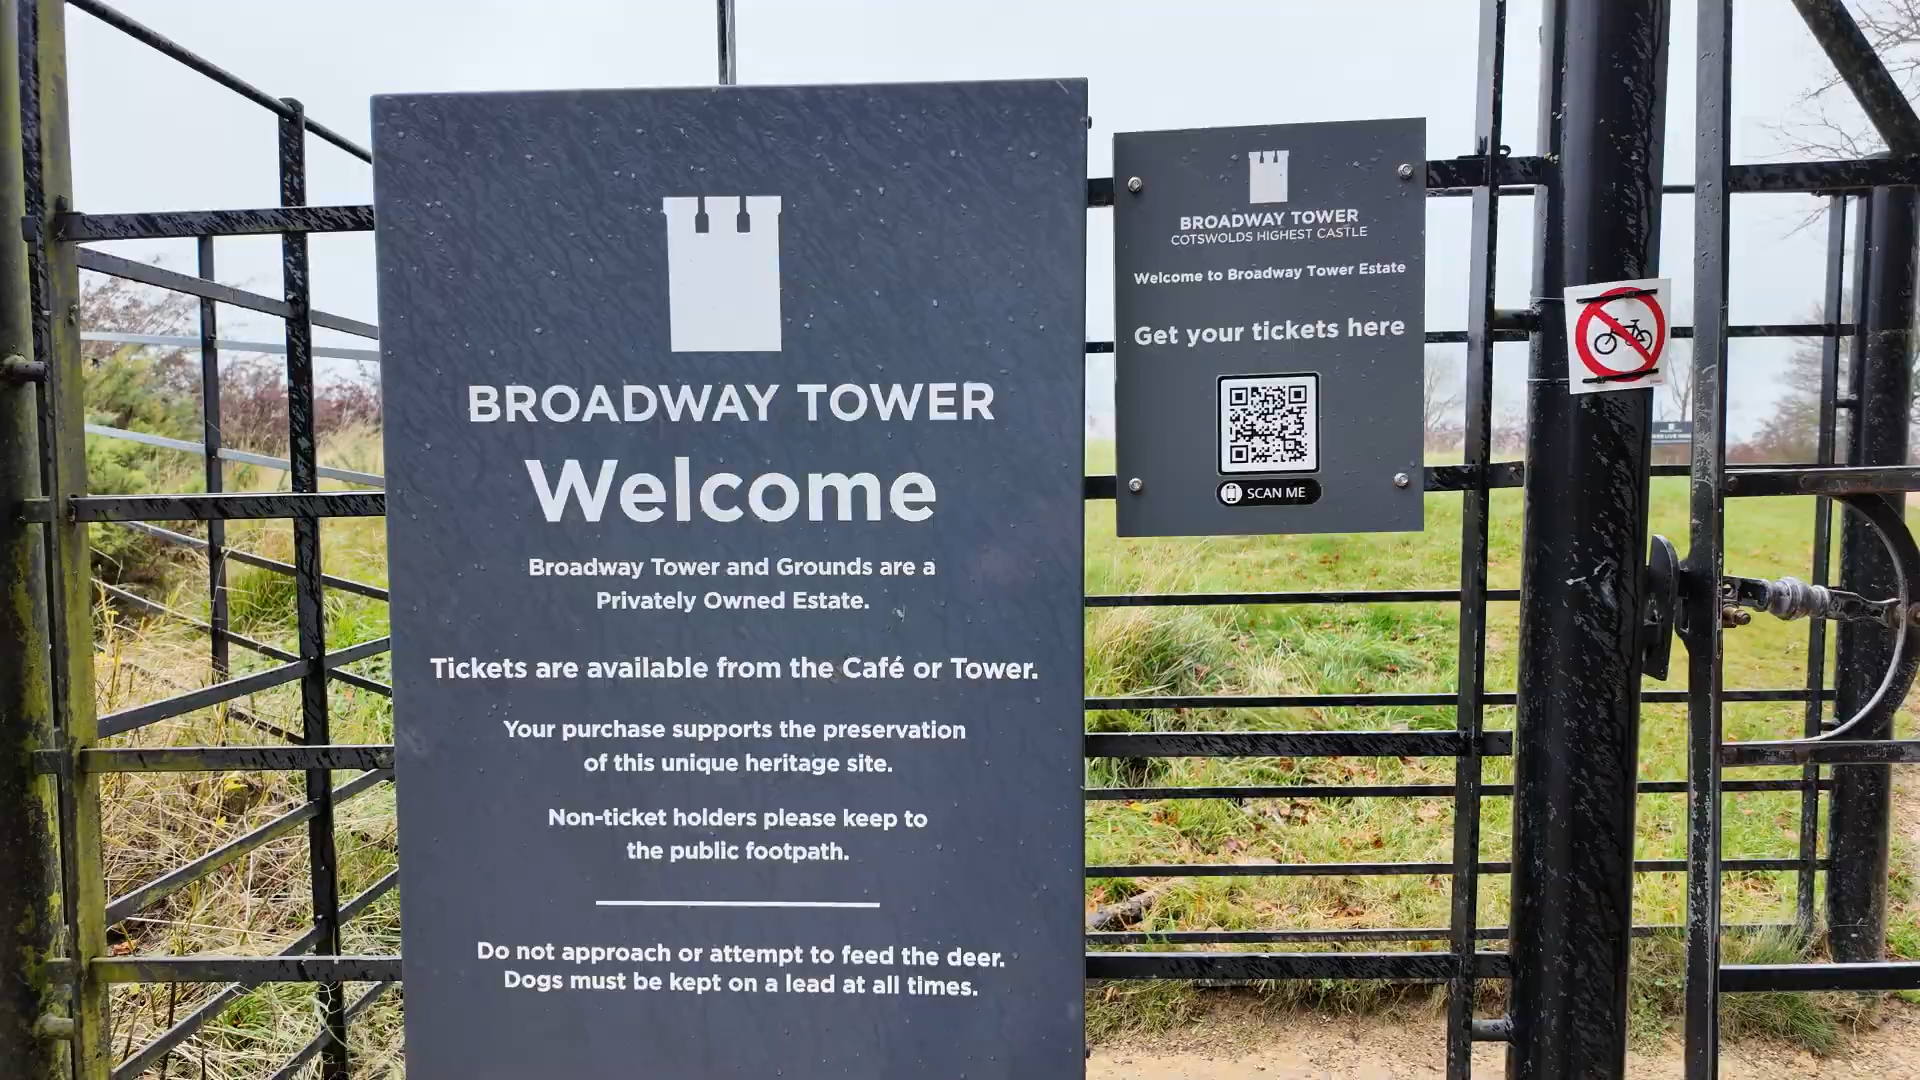 BROADWAY TOWER
Welcome
Broadway Tower and Grounds are a
Privately Owned Estate.
Tickets are available from the Café or Tower.
Your purchase supports the preservation
of this unique heritage site.
Non-ticket holders please keep to
the public footpath.
Do not approach or attempt to feed the deer.
Dogs must be kept on a lead at all times.
BROADWAY TOWER
COTSWOLDS HIGHEST CASTLE
Welcome to Broadway Tower Estate
Get your tickets here
SCAN ME